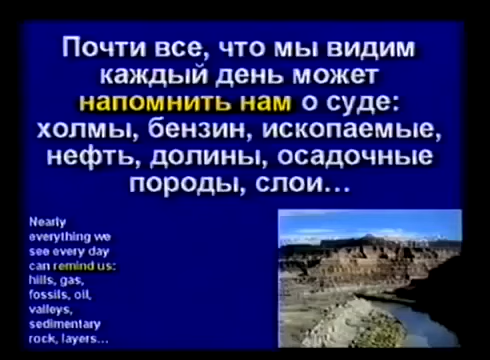 Почти все, что мы видим
каждый день может
напомнить нам о суде:
холмы, бензин, ископаемые,
нефть, долины, осадочные
породы, слои...
Nearly
everything we
see every day
can remind us:
hills, gas,
fossils, oil,
valleys,
sedimentary
rock, layers...